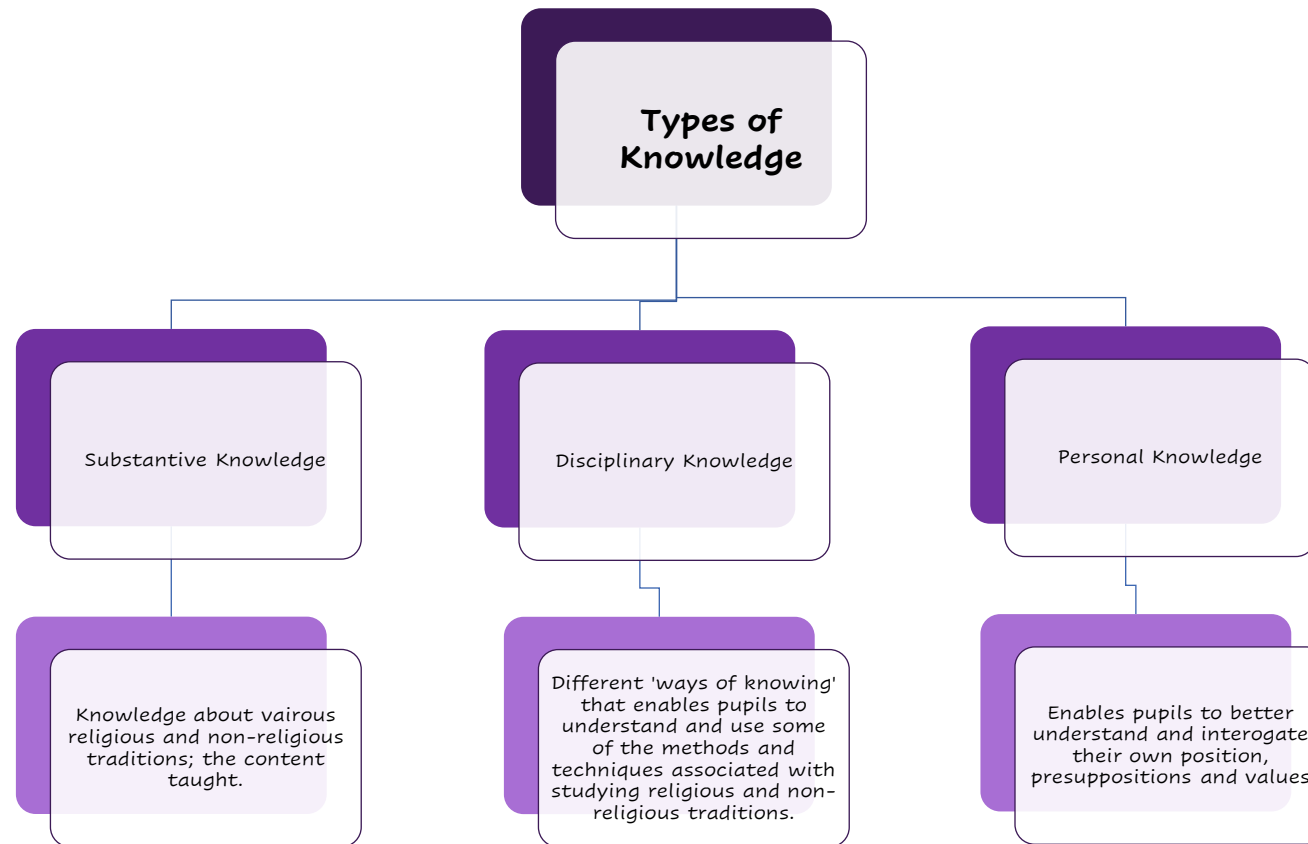 Types of
Knowledge
Substantive Knowledge
Disciplinary Knowledge
Personal Knowledge
Knowledge about vairous
religious and non-religious
traditions; the content
taught.
Different 'ways of knowing'
that enables pupils to
understand and use some
of the methods and
techniques associated with
studying religious and non-
religious traditions.
Enables pupils to better
understand and interogate
their own position,
presuppositions and values